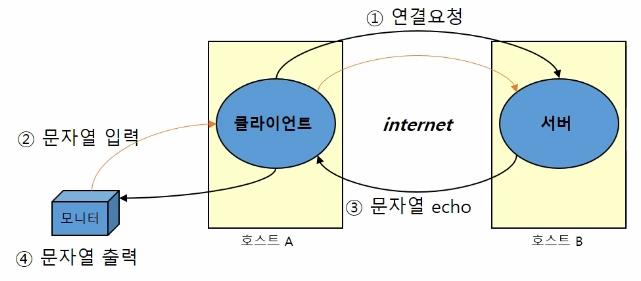 ① 연결요청
클라이언트
internet
서버
② 문자열 입력
모니터
③ 문자열 echo
호스트 A
호스트 B
④ 문자열 출력